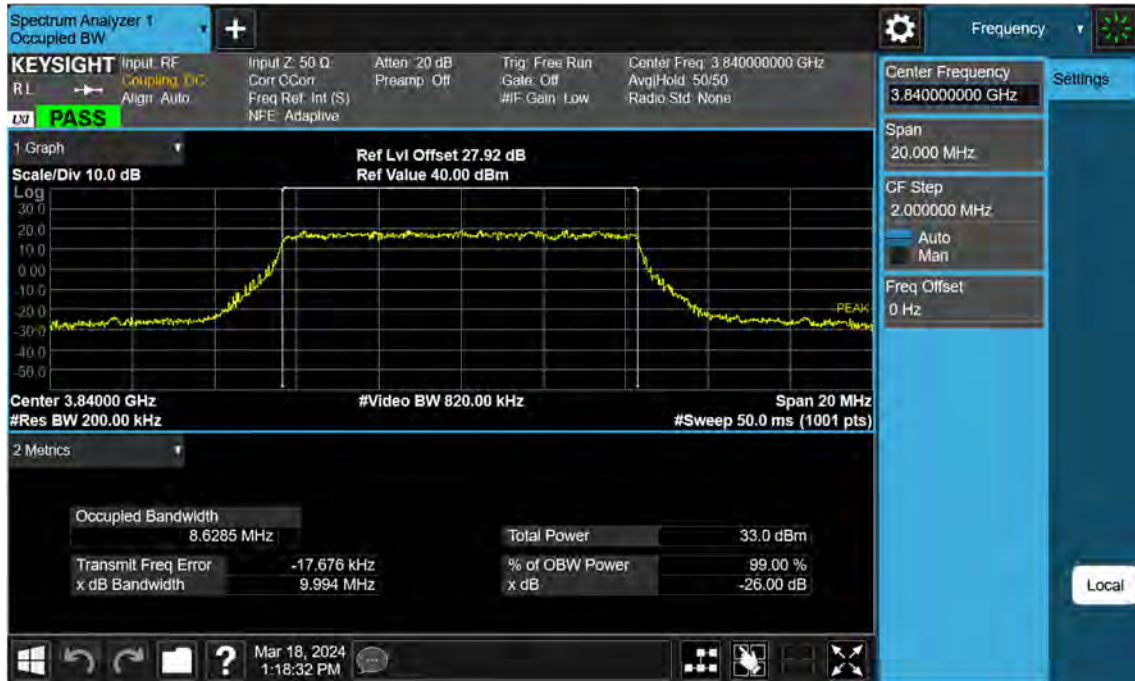 Spectrum Analyzer 1
Occupied BW
+
Frequency
KEYSIGHT
R L
LXI PASS
Input: RF
Coupling: DC
Align: Auto
Input Z: 50 Ω
Corr CCorr
Freq Ref: Int (S)
NFE: Adaptive
Atten: 20 dB
Preamp: Off
Trig: Free Run
Gate: Off
#IF Gain: Low
Center Freq: 3.840000000 GHz
Avg|Hold: 50/50
Radio Std: None
1 Graph
Scale/Div 10.0 dB
Ref Lvl Offset 27.92 dB
Ref Value 40.00 dBm
Log
30.0
20.0
10.0
0.00
-10.0
-20.0
-30.0
-40.0
-50.0
PEAK
Center 3.84000 GHz
#Video BW 820.00 kHz
Span 20 MHz
#Res BW 200.00 kHz
#Sweep 50.0 ms (1001 pts)
2 Metrics
Occupied Bandwidth
8.6285 MHz
Total Power 33.0 dBm
Transmit Freq Error -17.676 kHz
% of OBW Power 99.00 %
x dB Bandwidth 9.994 MHz
x dB -26.00 dB
Center Frequency
3.840000000 GHz
Settings
Span
20.000 MHz
CF Step
2.000000 MHz
Auto
Man
Freq Offset
0 Hz
Local
?
Mar 18, 2024
1:18:32 PM